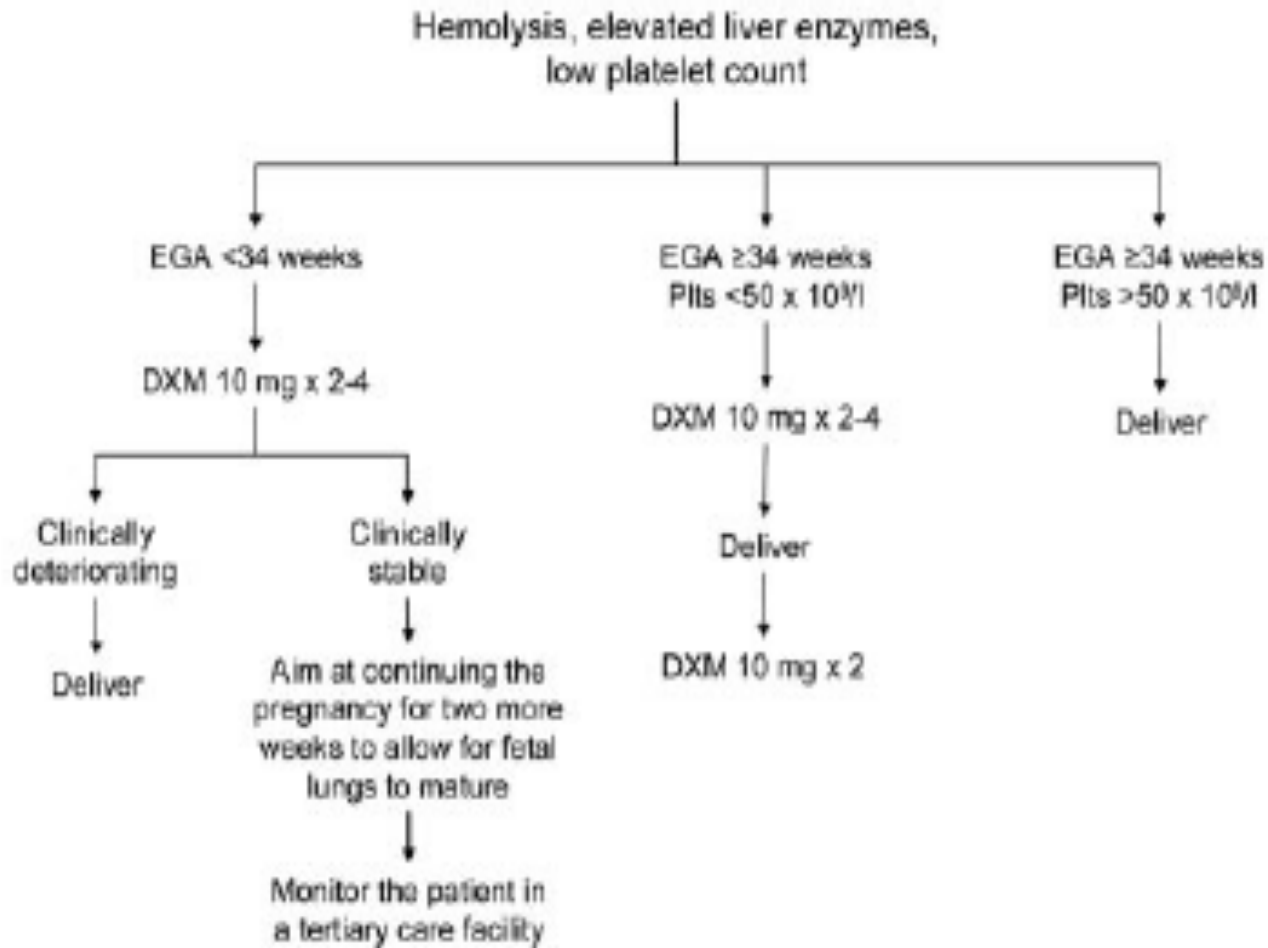 Hemolysis, elevated liver enzymes,
low platelet count
EGA <34 weeks
DXM 10 mg x 2-4
Clinically
deteriorating
Deliver
Clinically
stable
Aim at continuing the
pregnancy for two more
weeks to allow for fetal
lungs to mature
Monitor the patient in
a tertiary care facility
EGA ≥34 weeks
Plts <50 x 10⁹/l
DXM 10 mg x 2-4
Deliver
DXM 10 mg x 2
EGA ≥34 weeks
Plts >50 x 10⁹/l
Deliver